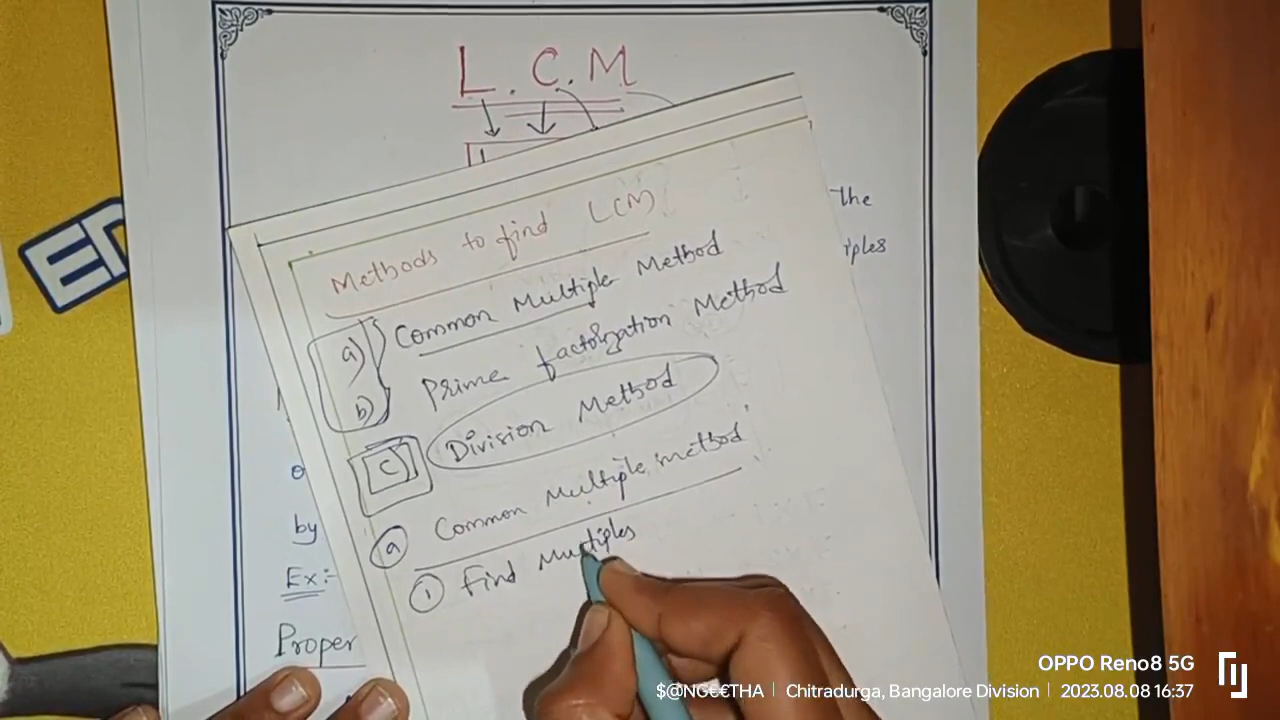 L.C.M
The
iples
Methods to find LCM
a) Common Multiple Method
b) Prime factorization Method
c) Division Method
a Common Multiple method
1 Find Multiples
by
Ex:-
Proper
EN
OPPO Reno8 5G
$@NG€€THA | Chitradurga, Bangalore Division | 2023.08.08 16:37